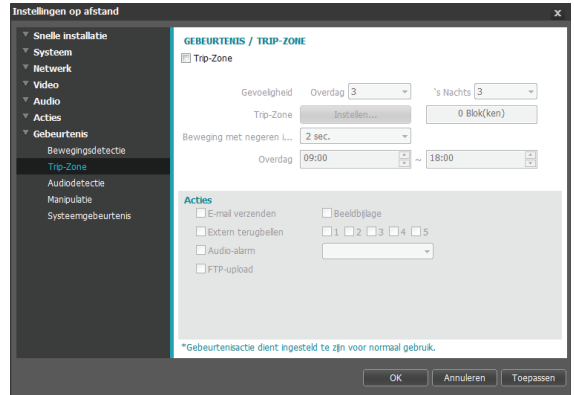 Instellingen op afstand x
Snelle installatie
Systeem
Netwerk
Video
Audio
Acties
Gebeurtenis
Bewegingsdetectie
Trip-Zone
Audiodetectie
Manipulatie
Systeemgebeurtenis
GEBEURTENIS / TRIP-ZONE
Trip-Zone
Gevoeligheid Overdag 3 's Nachts 3
Trip-Zone Instellen... 0 Blok(ken)
Beweging met negeren i... 2 sec.
Overdag 09:00 ~ 18:00
Acties
E-mail verzenden Beeldbijlage
Extern terugbellen 1 2 3 4 5
Audio-alarm
FTP-upload
*Gebeurtenisactie dient ingesteld te zijn voor normaal gebruik.
OK Annuleren Toepassen